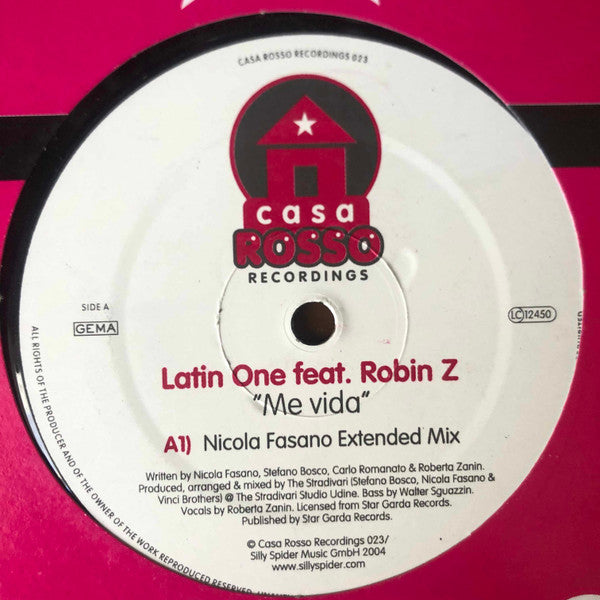 CASA ROSSO RECORDINGS 023
casa
ROSSO
RECORDINGS
SIDE A
GEMA
LC 12450
Latin One feat. Robin Z
"Me vida"
A1) Nicola Fasano Extended Mix
Written by Nicola Fasano, Stefano Bosco, Carlo Romanato & Roberta Zanin.
Produced, arranged & mixed by The Stradivari (Stefano Bosco, Nicola Fasano &
Vinci Brothers) @ The Stradivari Studio Udine. Bass by Walter Sguazzin.
Vocals by Roberta Zanin. Licensed from Star Garda Records.
Published by Star Garda Records.
© Casa Rosso Recordings 023/
Silly Spider Music GmbH 2004
www.sillyspider.com
ALL RIGHTS OF THE PRODUCER AND OF THE OWNER OF THE WORK REPRODUCED RESERVED.